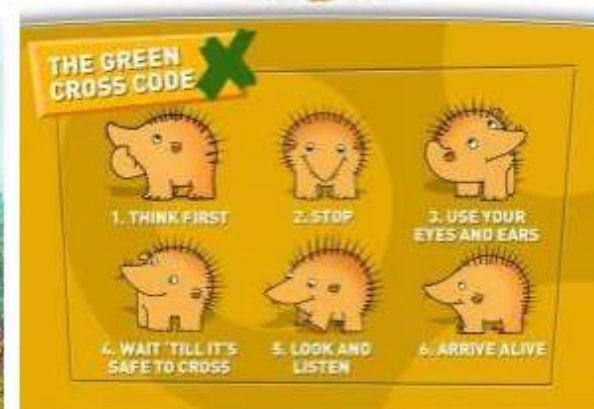 THE GREEN
CROSS CODE
1. THINK FIRST
2. STOP
3. USE YOUR
EYES AND EARS
4. WAIT 'TILL IT'S
SAFE TO CROSS
5. LOOK AND
LISTEN
6. ARRIVE ALIVE